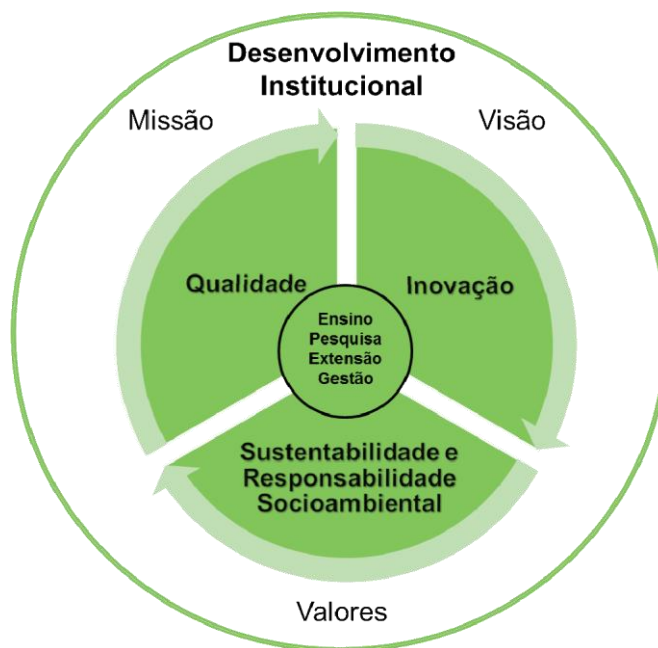 Desenvolvimento
Institucional
Missão
Visão
Qualidade
Inovação
Ensino
Pesquisa
Extensão
Gestão
Sustentabilidade e
Responsabilidade
Socioambiental
Valores